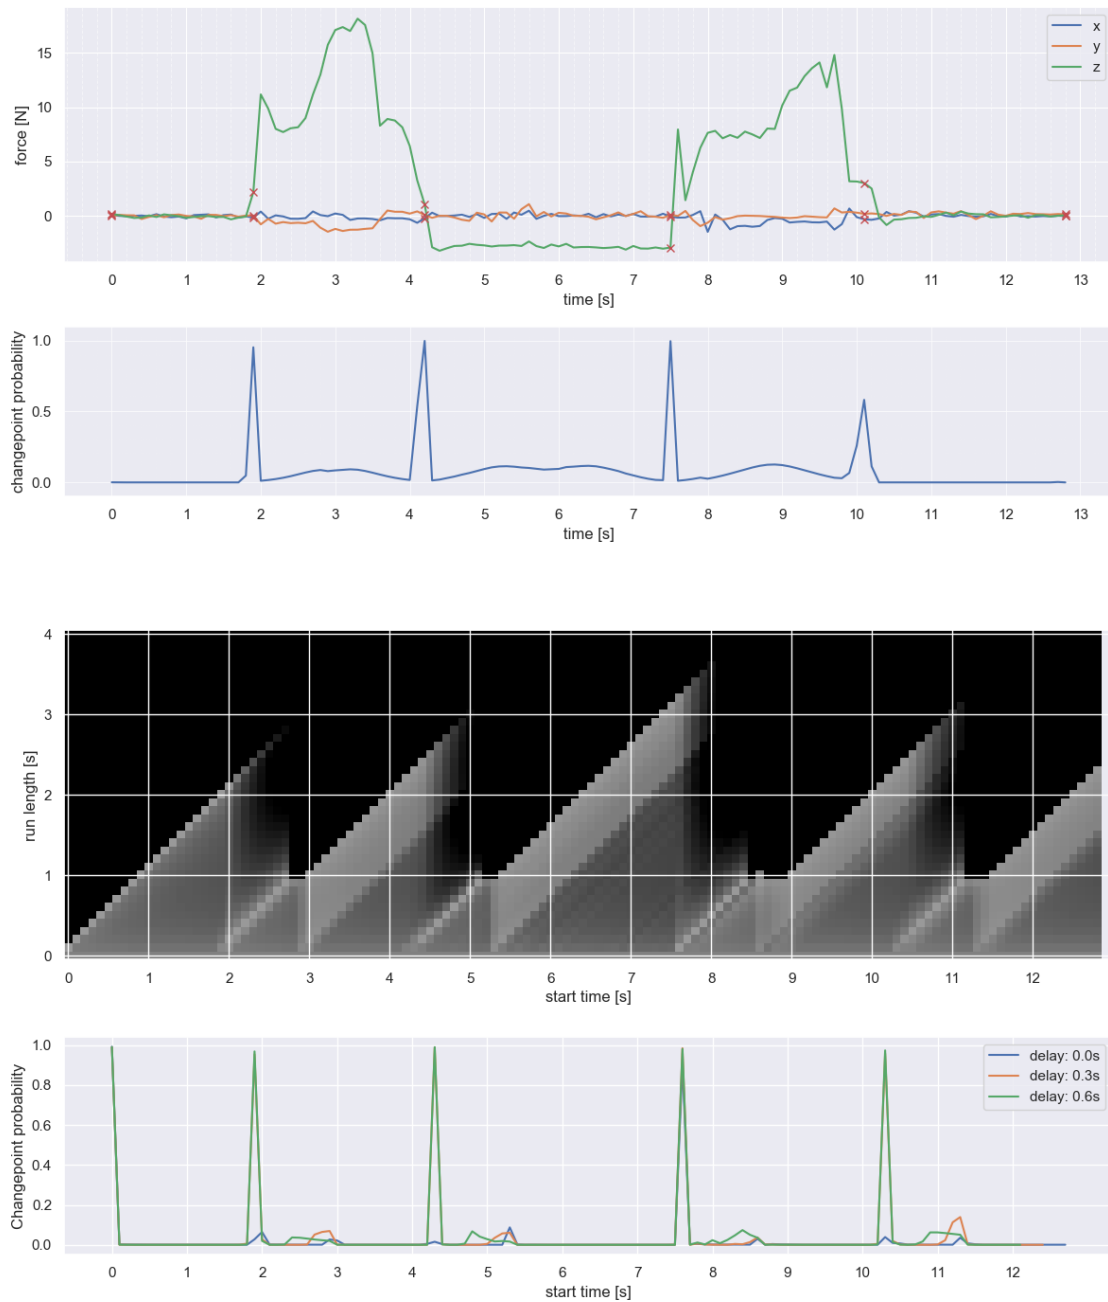 x
y
z
15
10
5
0
force [N]
0 1 2 3 4 5 6 7 8 9 10 11 12 13
time [s]
1.0
0.5
0.0
changepoint probability
0 1 2 3 4 5 6 7 8 9 10 11 12 13
time [s]
4
3
2
1
0
run length [s]
0 1 2 3 4 5 6 7 8 9 10 11 12
start time [s]
delay: 0.0s
delay: 0.3s
delay: 0.6s
1.0
0.8
0.6
0.4
0.2
0.0
Changepoint probability
0 1 2 3 4 5 6 7 8 9 10 11 12
start time [s]